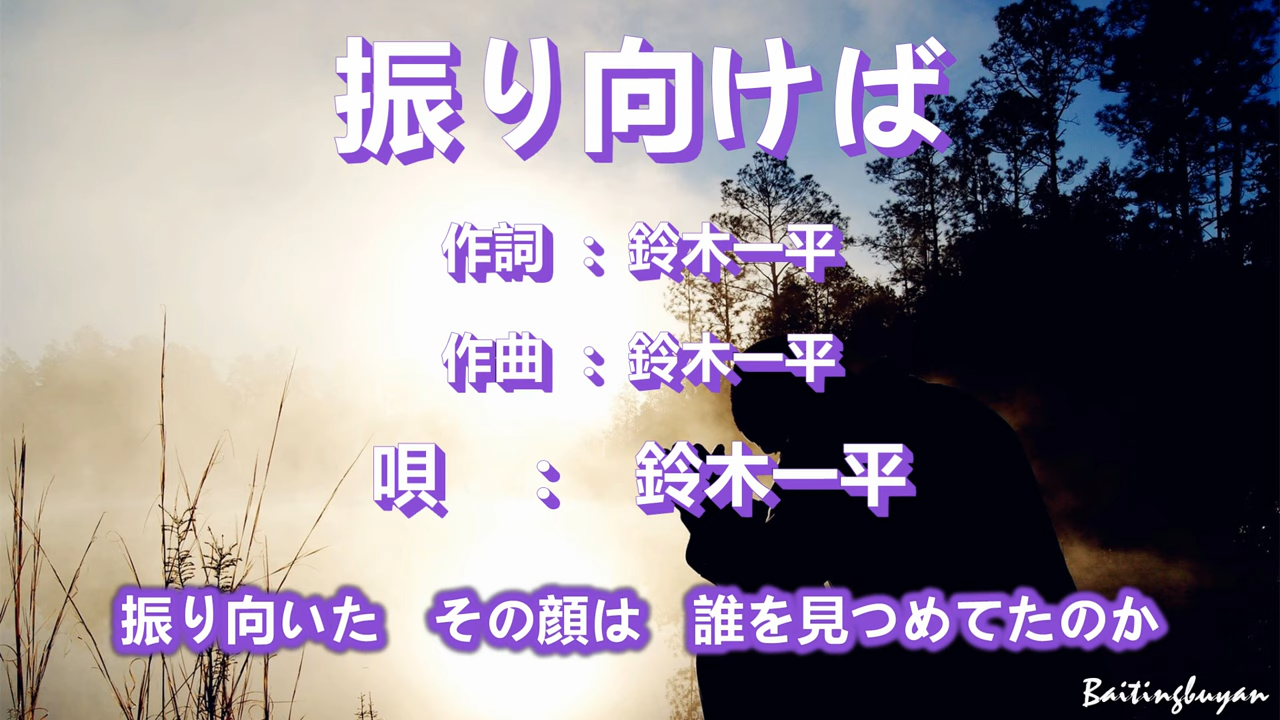 振り向けば
作詞 : 鈴木一平
作曲 : 鈴木一平
唄 : 鈴木一平
振り向いた その顔は 誰を見つめてたのか
Baitingbuyan